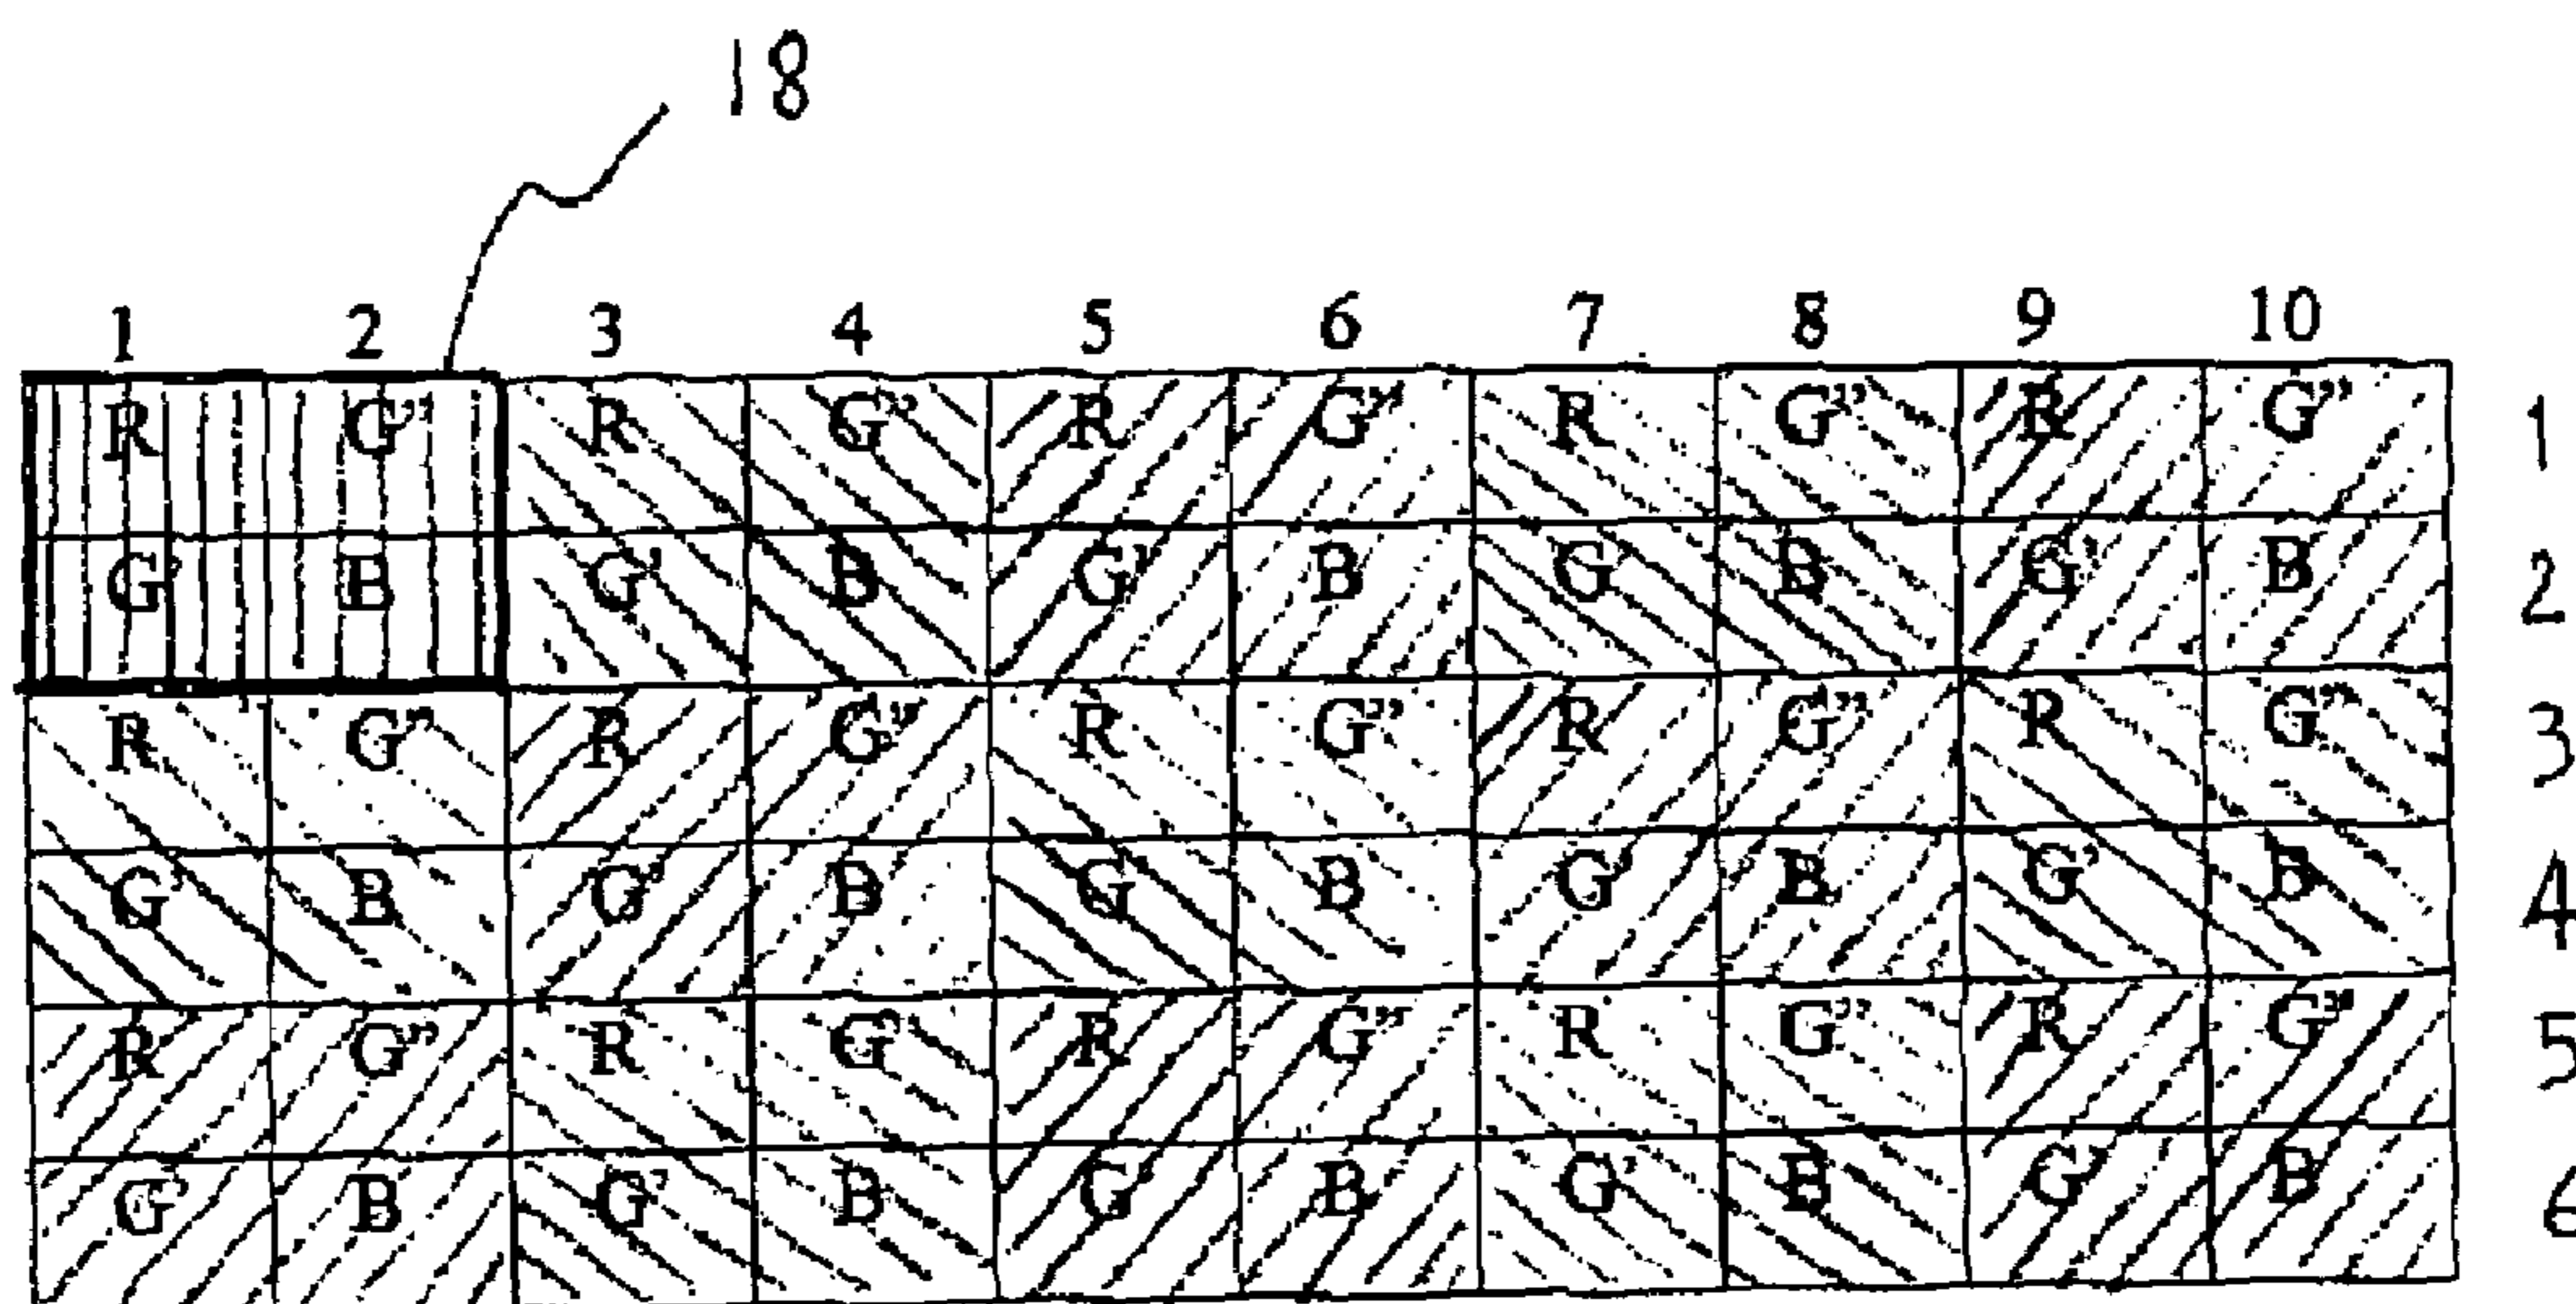 18
1 2 3 4 5 6 7 8 9 10
R G" R G" R G" R G" R G" 1
G' B G' B G' B G' B G' B 2
R G" R G" R G" R G" R G" 3
G' B G' B G B G' B G' B 4
R G" R G" R G" R G" R G" 5
G' B G' B G' B G' B G' B 6